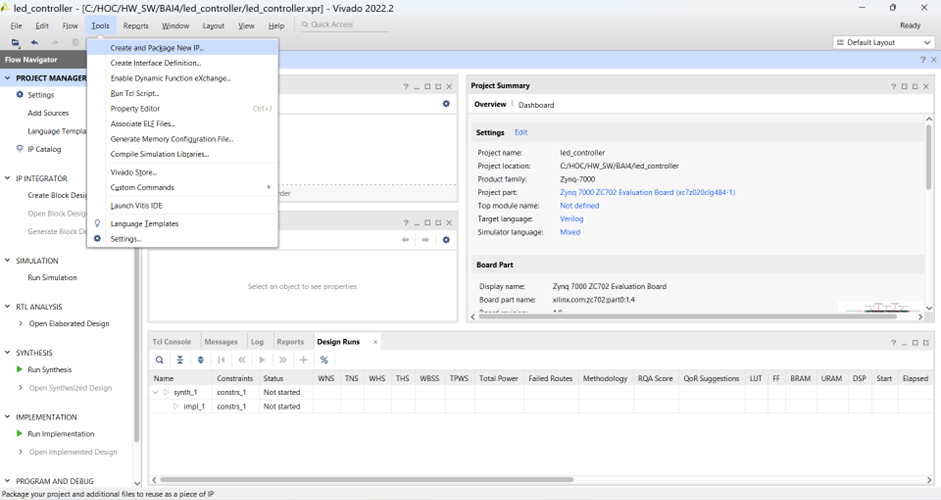 led_controller - [C:/HOC/HW_SW/BAI4/led_controller/led_controller.xpr] - Vivado 2022.2
File Edit Flow Tools Reports Window Layout View Help Quick Access Ready
Default Layout
Flow Navigator
PROJECT MANAGER
Settings
Add Sources
Language Templa
IP Catalog
IP INTEGRATOR
Create Block Desig
Open Block Design
Generate Block De
SIMULATION
Run Simulation
RTL ANALYSIS
Open Elaborated Design
SYNTHESIS
Run Synthesis
Open Synthesized Design
IMPLEMENTATION
Run Implementation
Open Implemented Design
PROGRAM AND DEBUG
Create and Package New IP...
Create Interface Definition...
Enable Dynamic Function eXchange...
Run Tcl Script...
Property Editor Ctrl+J
Associate ELF Files...
Generate Memory Configuration File...
Compile Simulation Libraries...
Vivado Store...
Custom Commands
Launch Vitis IDE
Language Templates
Settings...
Select an object to see properties
Project Summary
Overview | Dashboard
Settings Edit
Project name: led_controller
Project location: C:/HOC/HW_SW/BAI4/led_controller
Product family: Zynq-7000
Project part: Zynq 7000 ZC702 Evaluation Board (xc7z020clg484-1)
Top module name: Not defined
Target language: Verilog
Simulator language: Mixed
Board Part
Display name: Zynq 7000 ZC702 Evaluation Board
Board part name: xilinx.com:zc702:part0:1.4
Tcl Console Messages Log Reports Design Runs
Name Constraints Status WNS TNS WHS THS WBSS TPWS Total Power Failed Routes Methodology RQA Score QoR Suggestions LUT FF BRAM URAM DSP Start Elapsed
synth_1 constrs_1 Not started
impl_1 constrs_1 Not started
Package your project and additional files to reuse as a piece of IP